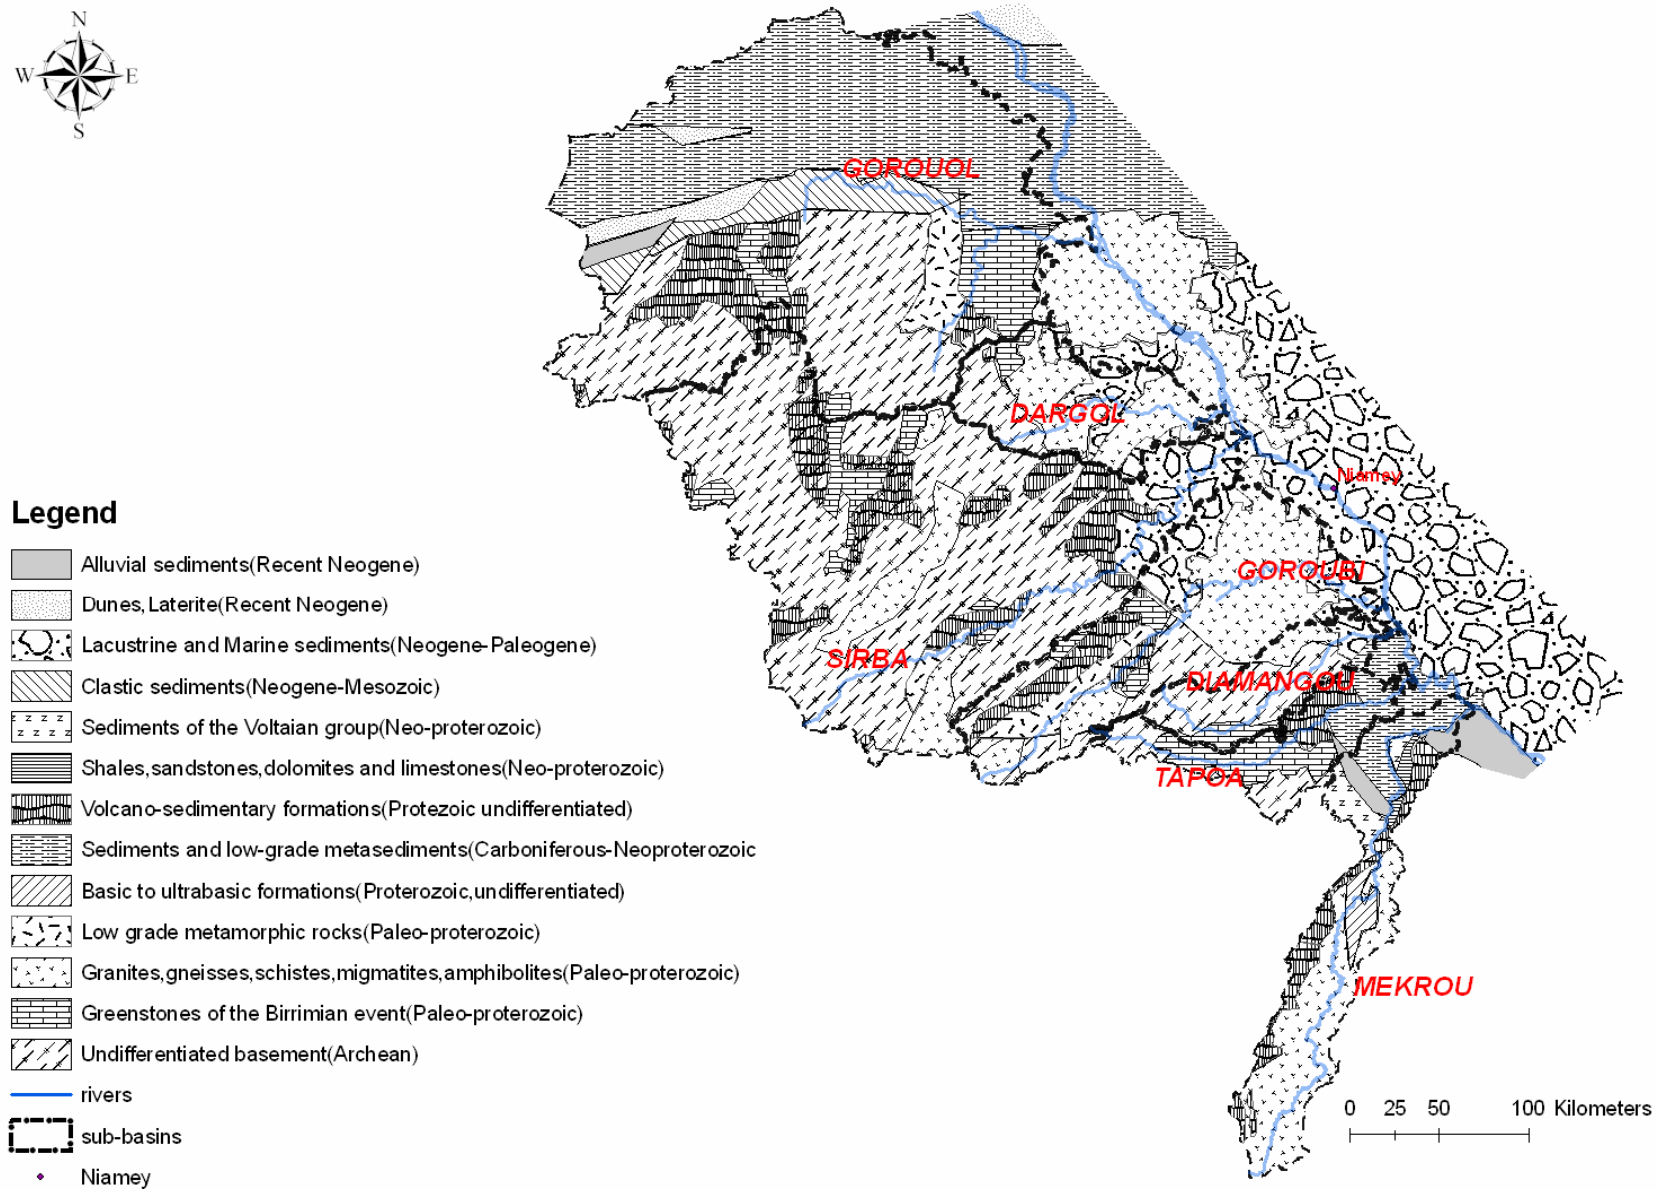 N
W E
S
GOROUOL
DARGOL
Niamey
GOROUBI
SIRBA
DIAMANGOU
TAPOA
MEKROU
Legend
Alluvial sediments(Recent Neogene)
Dunes,Laterite(Recent Neogene)
Lacustrine and Marine sediments(Neogene-Paleogene)
Clastic sediments(Neogene-Mesozoic)
Sediments of the Voltaian group(Neo-proterozoic)
Shales,sandstones,dolomites and limestones(Neo-proterozoic)
Volcano-sedimentary formations(Protezoic undifferentiated)
Sediments and low-grade metasediments(Carboniferous-Neoproterozoic
Basic to ultrabasic formations(Proterozoic,undifferentiated)
Low grade metamorphic rocks(Paleo-proterozoic)
Granites,gneisses,schistes,migmatites,amphibolites(Paleo-proterozoic)
Greenstones of the Birrimian event(Paleo-proterozoic)
Undifferentiated basement(Archean)
rivers
sub-basins
Niamey
0 25 50 100 Kilometers